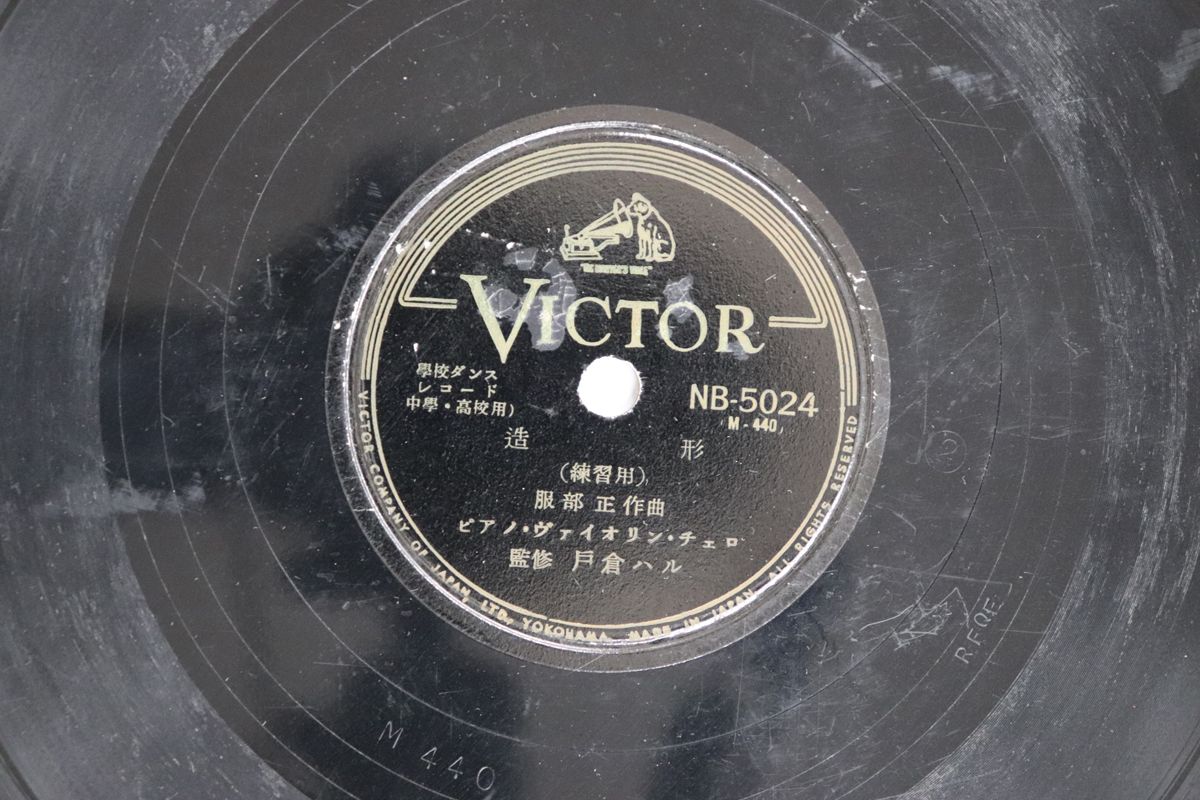 "HIS MASTER'S VOICE"
VICTOR
學校ダンス
レコード
中學・高校用)
NB-5024
M-440
造形
(練習用)
服部正作曲
ピアノ・ヴァイオリン・チェロ
監修 戸倉ハル
VICTOR COMPANY OF JAPAN, LTD. YOKOHAMA, MADE IN JAPAN. ALL RIGHTS RESERVED
M 440